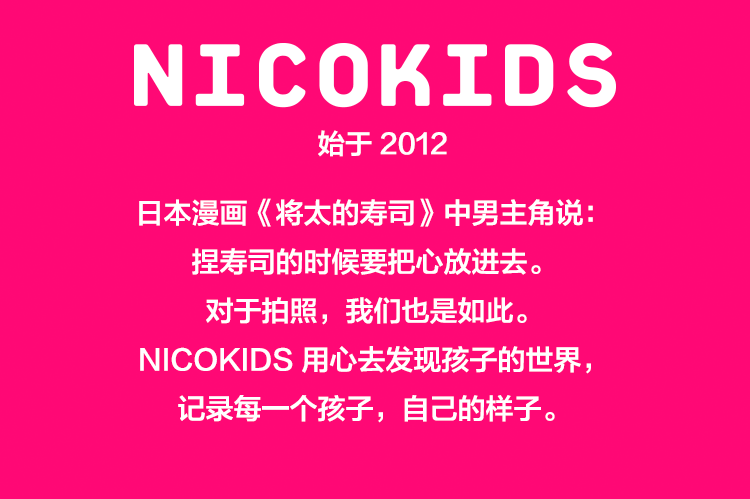 NICOKIDS
始于 2012
日本漫画《将太的寿司》中男主角说：
捏寿司的时候要把心放进去。
对于拍照，我们也是如此。
NICOKIDS 用心去发现孩子的世界，
记录每一个孩子，自己的样子。